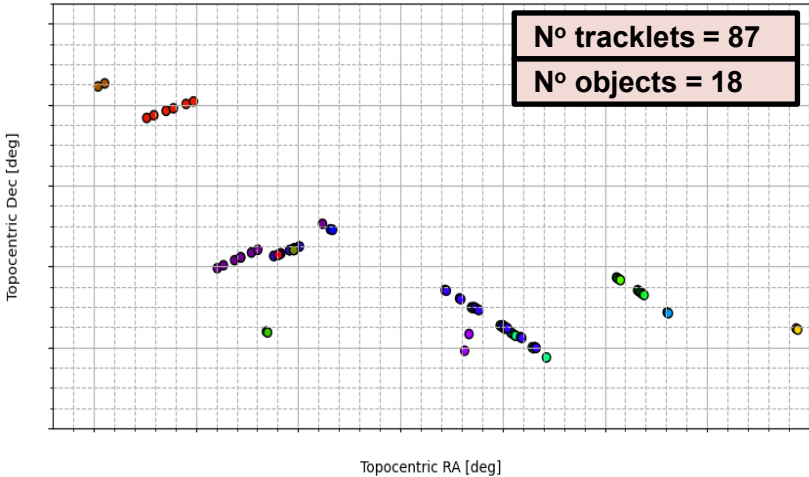 Nº tracklets = 87
Nº objects = 18
Topocentric Dec [deg]
Topocentric RA [deg]